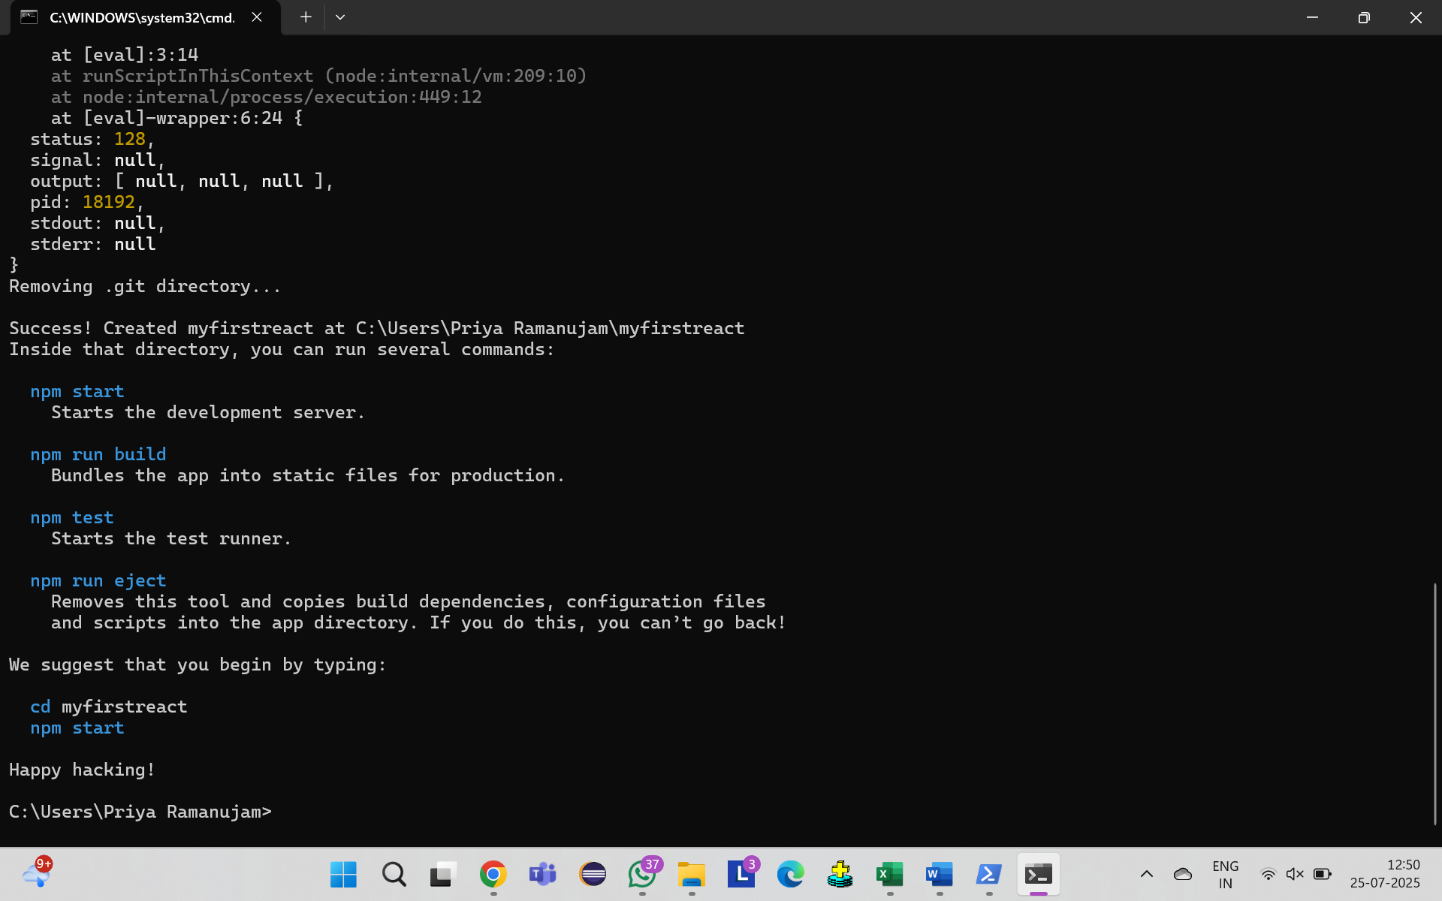 C:\WINDOWS\system32\cmd.
at [eval]:3:14
at runScriptInThisContext (node:internal/vm:209:10)
at node:internal/process/execution:449:12
at [eval]-wrapper:6:24 {
status: 128,
signal: null,
output: [ null, null, null ],
pid: 18192,
stdout: null,
stderr: null
}
Removing .git directory...
Success! Created myfirstreact at C:\Users\Priya Ramanujam\myfirstreact
Inside that directory, you can run several commands:
npm start
Starts the development server.
npm run build
Bundles the app into static files for production.
npm test
Starts the test runner.
npm run eject
Removes this tool and copies build dependencies, configuration files
and scripts into the app directory. If you do this, you can’t go back!
We suggest that you begin by typing:
cd myfirstreact
npm start
Happy hacking!
C:\Users\Priya Ramanujam>
9+
37
L 3
X
W
ENG
IN
12:50
25-07-2025